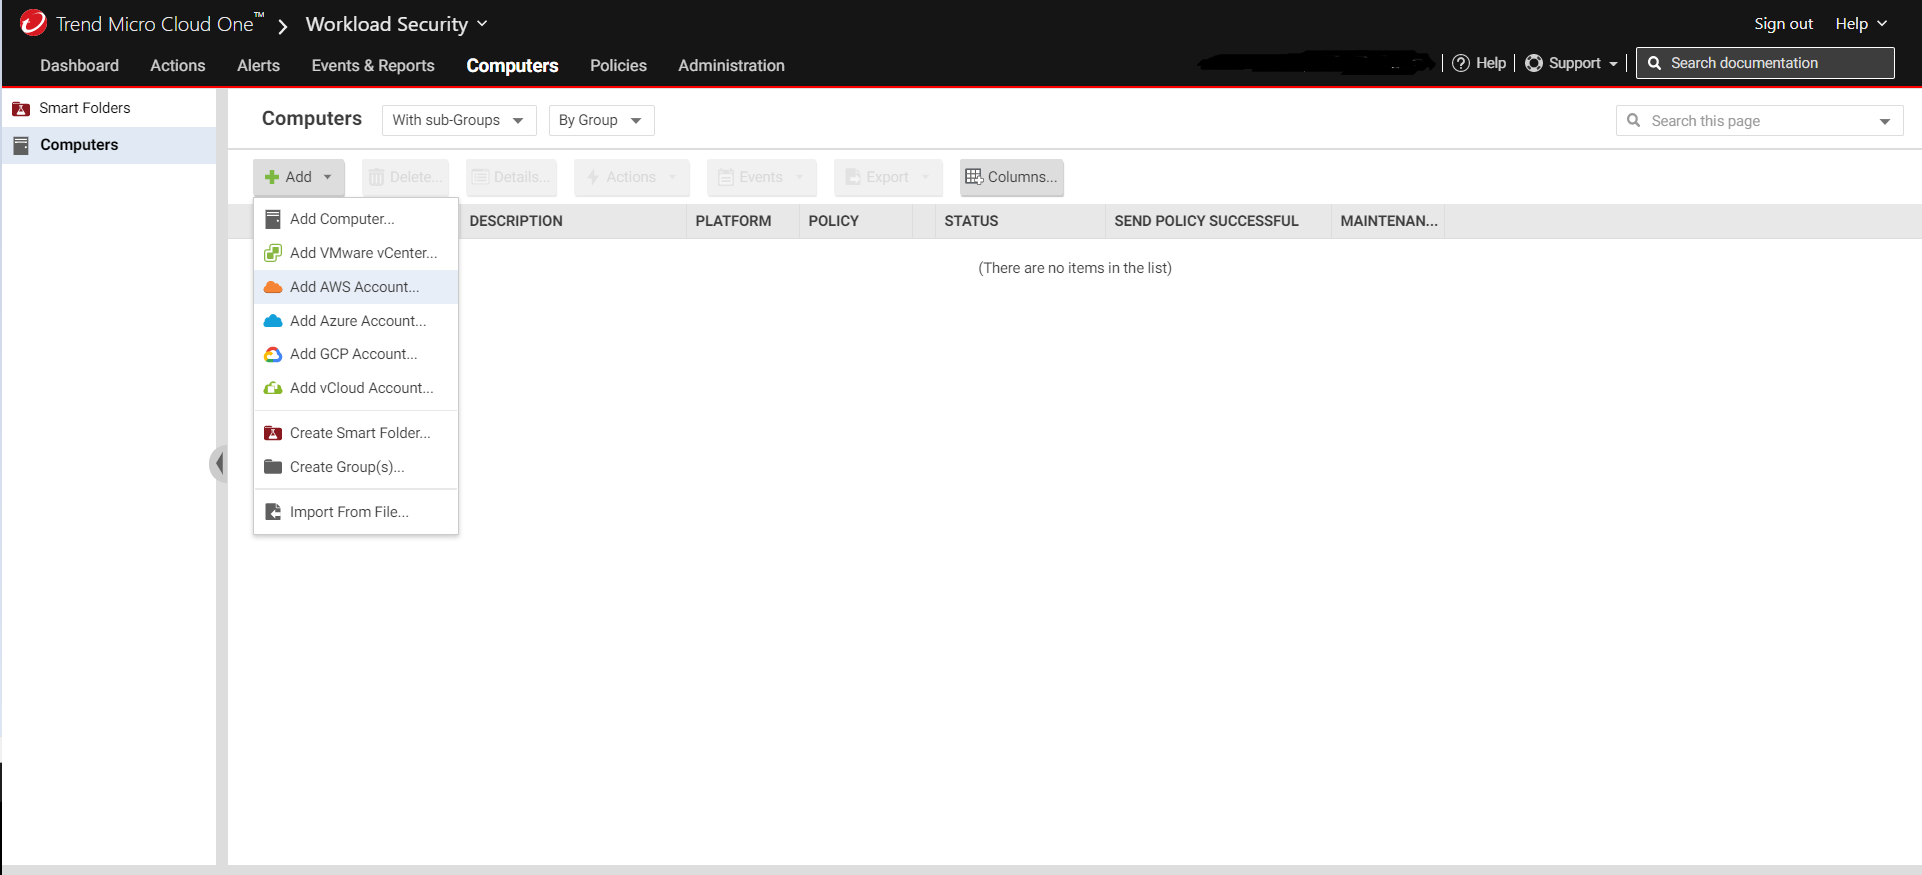 Trend Micro Cloud One™ > Workload Security
Sign out Help
Dashboard Actions Alerts Events & Reports Computers Policies Administration
Help Support Search documentation
Smart Folders
Computers
Computers With sub-Groups By Group Search this page
Add Delete... Details... Actions Events Export Columns...
DESCRIPTION PLATFORM POLICY STATUS SEND POLICY SUCCESSFUL MAINTENAN...
(There are no items in the list)
Add Computer...
Add VMware vCenter...
Add AWS Account...
Add Azure Account...
Add GCP Account...
Add vCloud Account...
Create Smart Folder...
Create Group(s)...
Import From File...